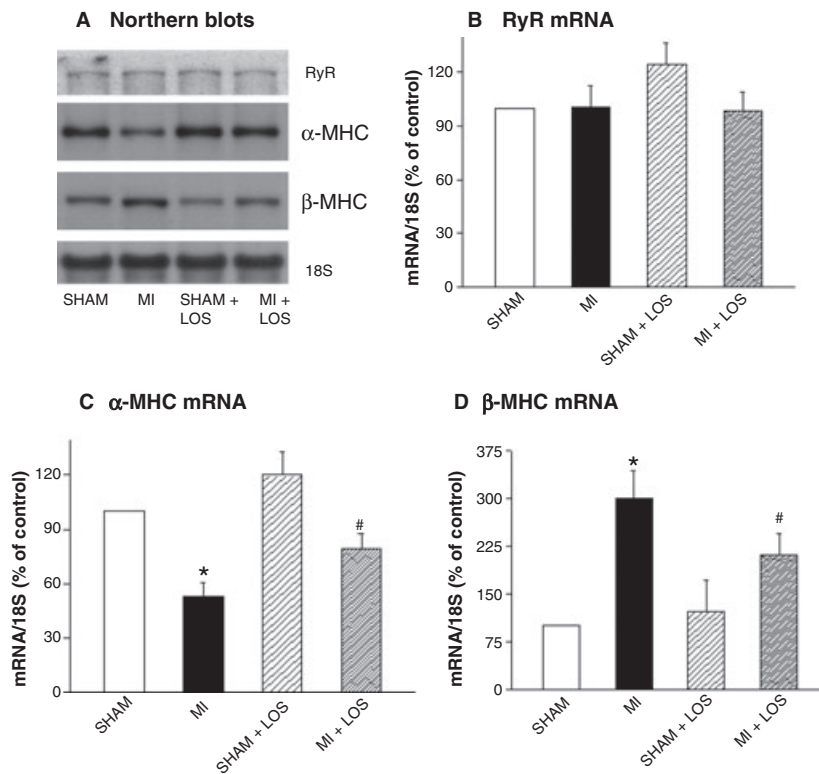 A Northern blots
RyR
α-MHC
β-MHC
18S
SHAM MI SHAM + LOS MI + LOS
B RyR mRNA
mRNA/18S (% of control)
120
90
60
30
0
SHAM MI SHAM + LOS MI + LOS
C α-MHC mRNA
mRNA/18S (% of control)
120
90
60
30
0
*
#
SHAM MI SHAM + LOS MI + LOS
D β-MHC mRNA
mRNA/18S (% of control)
375
300
225
150
75
0
*
#
SHAM MI SHAM + LOS MI + LOS